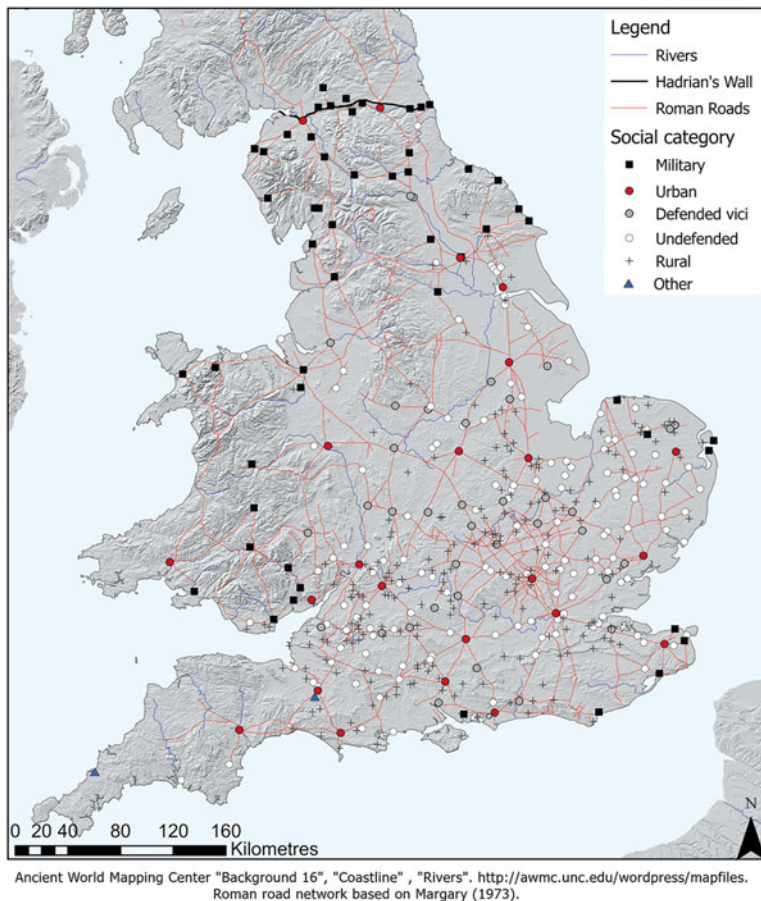 Legend
Rivers
Hadrian's Wall
Roman Roads
Social category
Military
Urban
Defended vici
Undefended
Rural
Other
N
0 20 40 80 120 160
Kilometres
Ancient World Mapping Center "Background 16", "Coastline" , "Rivers". http://awmc.unc.edu/wordpress/mapfiles.
Roman road network based on Margary (1973).